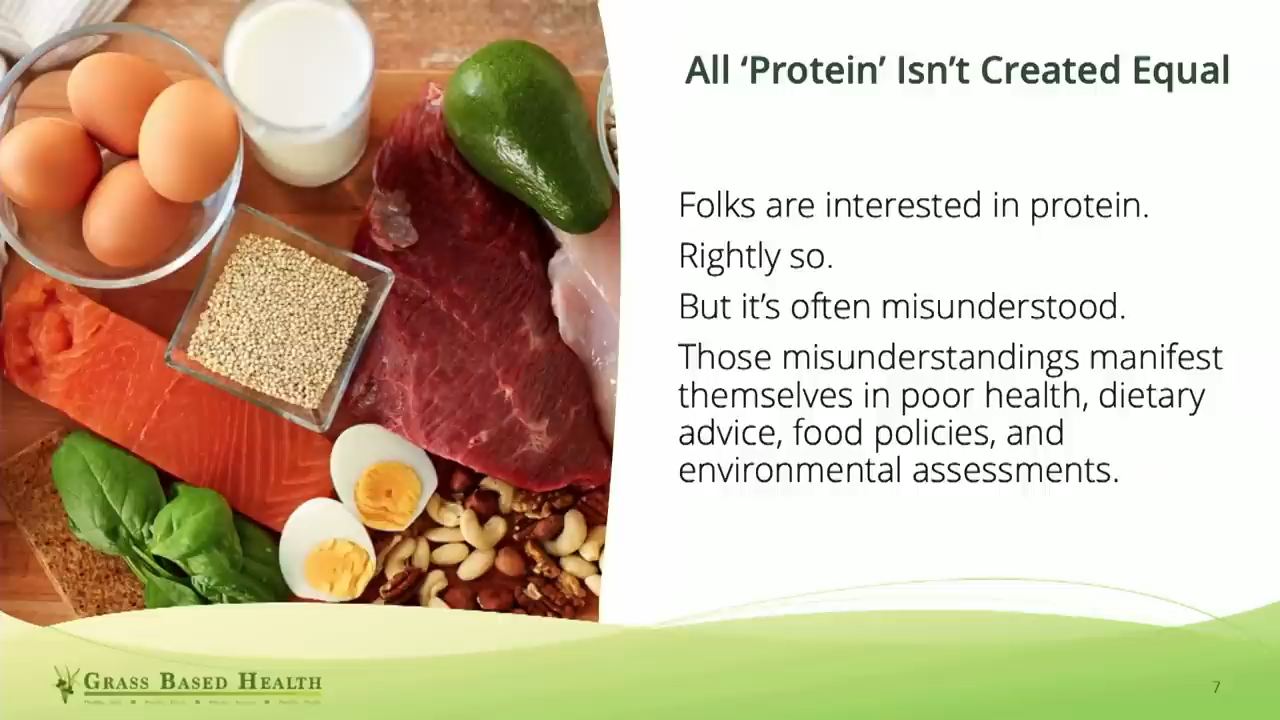 All ‘Protein’ Isn’t Created Equal
Folks are interested in protein.
Rightly so.
But it’s often misunderstood.
Those misunderstandings manifest
themselves in poor health, dietary
advice, food policies, and
environmental assessments.
GRASS BASED HEALTH
7